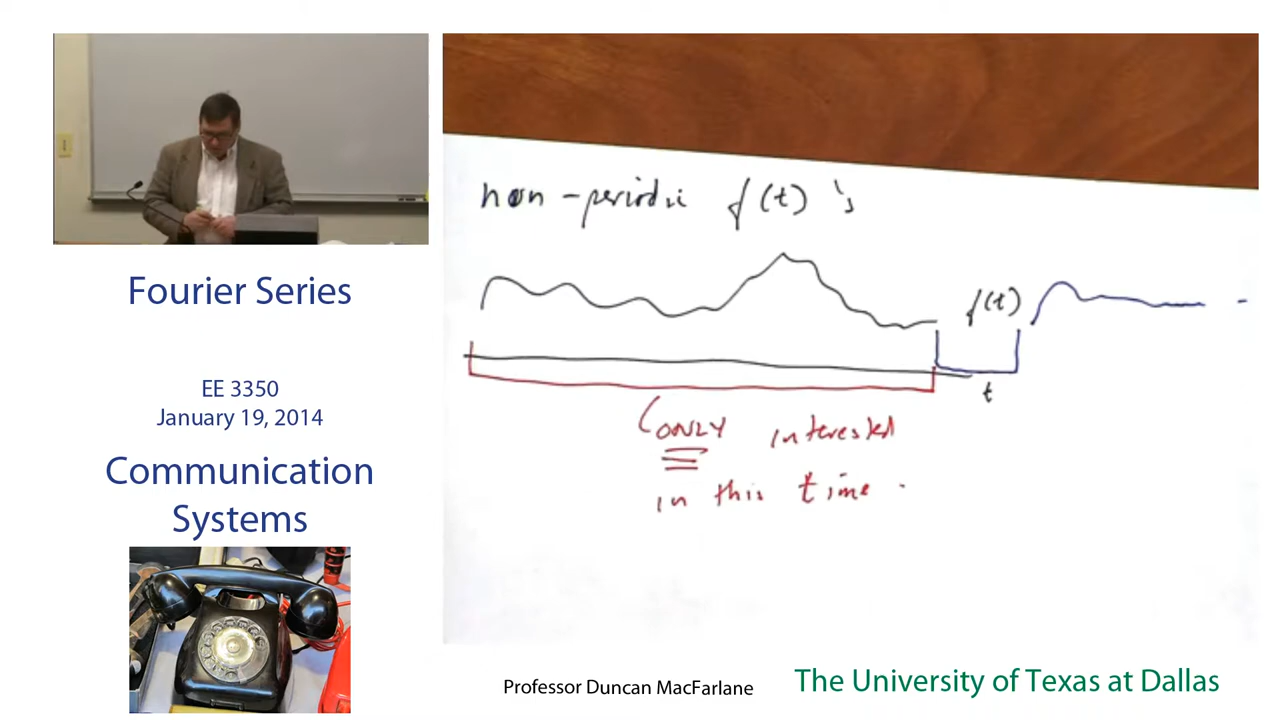 Fourier Series
EE 3350
January 19, 2014
Communication
Systems
non-periodic f(t)'s
f(t)
t
ONLY interested
in this time.
Professor Duncan MacFarlane
The University of Texas at Dallas